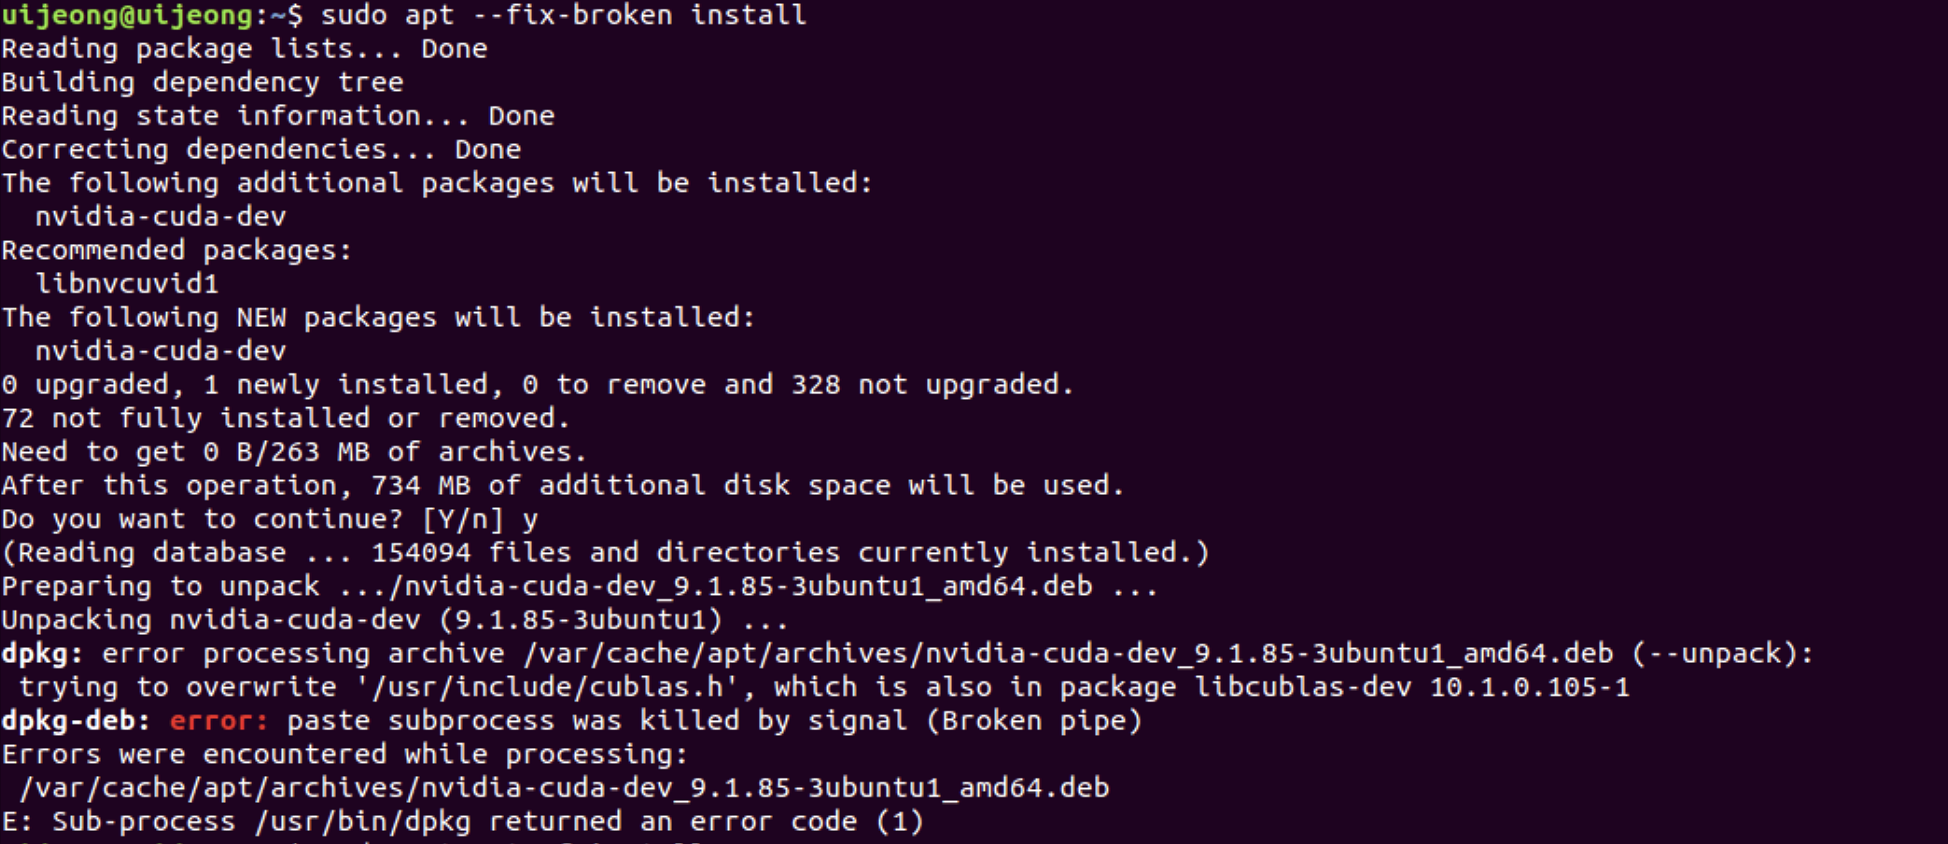 uijeong@uijeong:~$ sudo apt --fix-broken install
Reading package lists... Done
Building dependency tree
Reading state information... Done
Correcting dependencies... Done
The following additional packages will be installed:
  nvidia-cuda-dev
Recommended packages:
  libnvcuvid1
The following NEW packages will be installed:
  nvidia-cuda-dev
0 upgraded, 1 newly installed, 0 to remove and 328 not upgraded.
72 not fully installed or removed.
Need to get 0 B/263 MB of archives.
After this operation, 734 MB of additional disk space will be used.
Do you want to continue? [Y/n] y
(Reading database ... 154094 files and directories currently installed.)
Preparing to unpack .../nvidia-cuda-dev_9.1.85-3ubuntu1_amd64.deb ...
Unpacking nvidia-cuda-dev (9.1.85-3ubuntu1) ...
dpkg: error processing archive /var/cache/apt/archives/nvidia-cuda-dev_9.1.85-3ubuntu1_amd64.deb (--unpack):
 trying to overwrite '/usr/include/cublas.h', which is also in package libcublas-dev 10.1.0.105-1
dpkg-deb: error: paste subprocess was killed by signal (Broken pipe)
Errors were encountered while processing:
 /var/cache/apt/archives/nvidia-cuda-dev_9.1.85-3ubuntu1_amd64.deb
E: Sub-process /usr/bin/dpkg returned an error code (1)